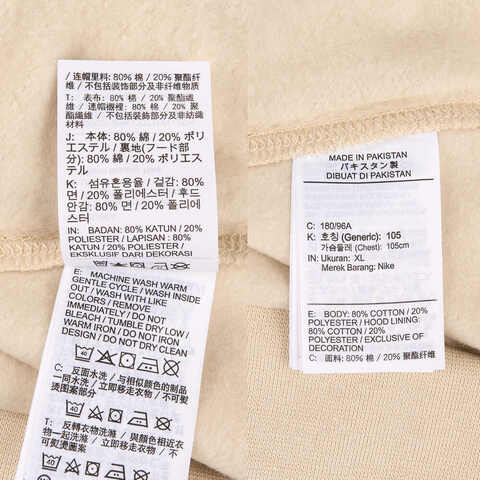 / 连帽里料: 80% 棉 / 20% 聚酯纤
维 / 不包括装饰部分及非纤维物质
T: 表布: 80% 棉 / 20% 聚酯纖
維 / 連帽襯裡: 80% 棉 / 20% 聚
酯纖維 / 不包括裝飾部分及非紡織
材料
J: 本体: 80% 綿 / 20% ポリ
エステル / 裏地(フード部
分): 80% 綿 / 20% ポリエス
テル
K: 섬유혼용율 / 겉감: 80% 면
/ 20% 폴리에스터 / 후드
안감: 80% 면 / 20% 폴리에
스터
IN: BADAN: 80% KATUN / 20%
POLIESTER / LAPISAN: 80%
KATUN / 20% POLIESTER /
EKSKLUSIF DARI DEKORASI
E: MACHINE WASH WARM
GENTLE CYCLE / WASH INSIDE
OUT / WASH WITH LIKE
COLORS / REMOVE
IMMEDIATELY / DO NOT
BLEACH / TUMBLE DRY LOW /
WARM IRON / DO NOT IRON
DESIGN / DO NOT DRY CLEAN
40
C: 反面水洗 / 与相似颜色的制品
一同水洗 / 立即移走衣物 / 不可熨
烫图案部分
40
T: 反轉衣物洗滌 / 與顏色相近衣
物一起洗滌 / 立即移走衣物 / 不可
熨燙圖案
40
MADE IN PAKISTAN
パキスタン製
DIBUAT DI PAKISTAN
C: 180/96A
K: 호칭 (Generic): 105
가슴둘레 (Chest): 105cm
IN: Ukuran: XL
Merek Barang: Nike
E: BODY: 80% COTTON / 20%
POLYESTER / HOOD LINING:
80% COTTON / 20%
POLYESTER / EXCLUSIVE OF
DECORATION
C: 面料: 80% 棉 / 20% 聚酯纤维